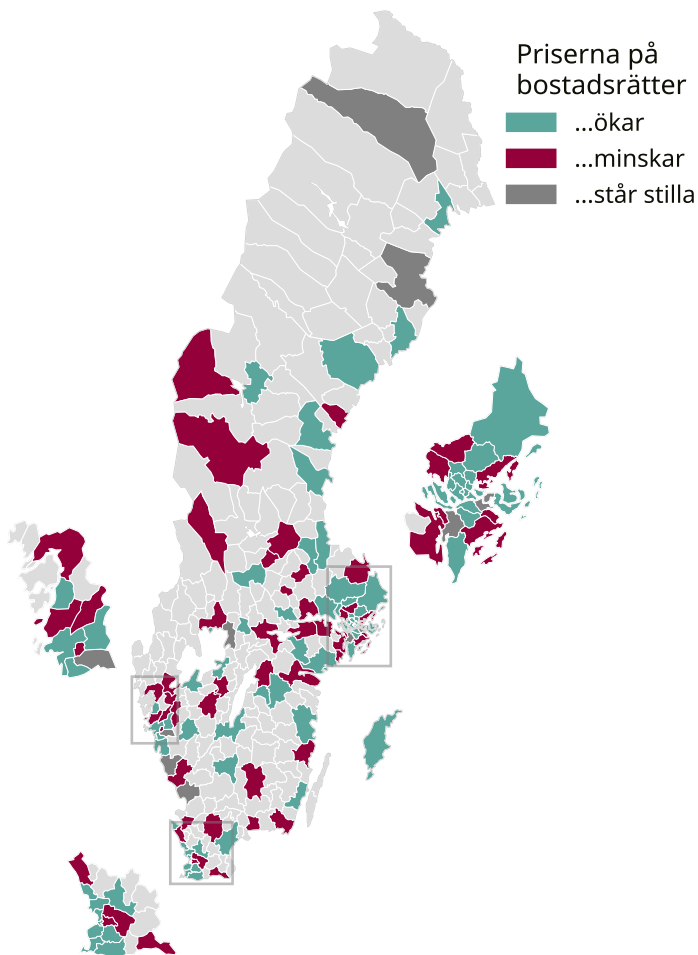 Priserna på
bostadsrätter
...ökar
...minskar
...står stilla